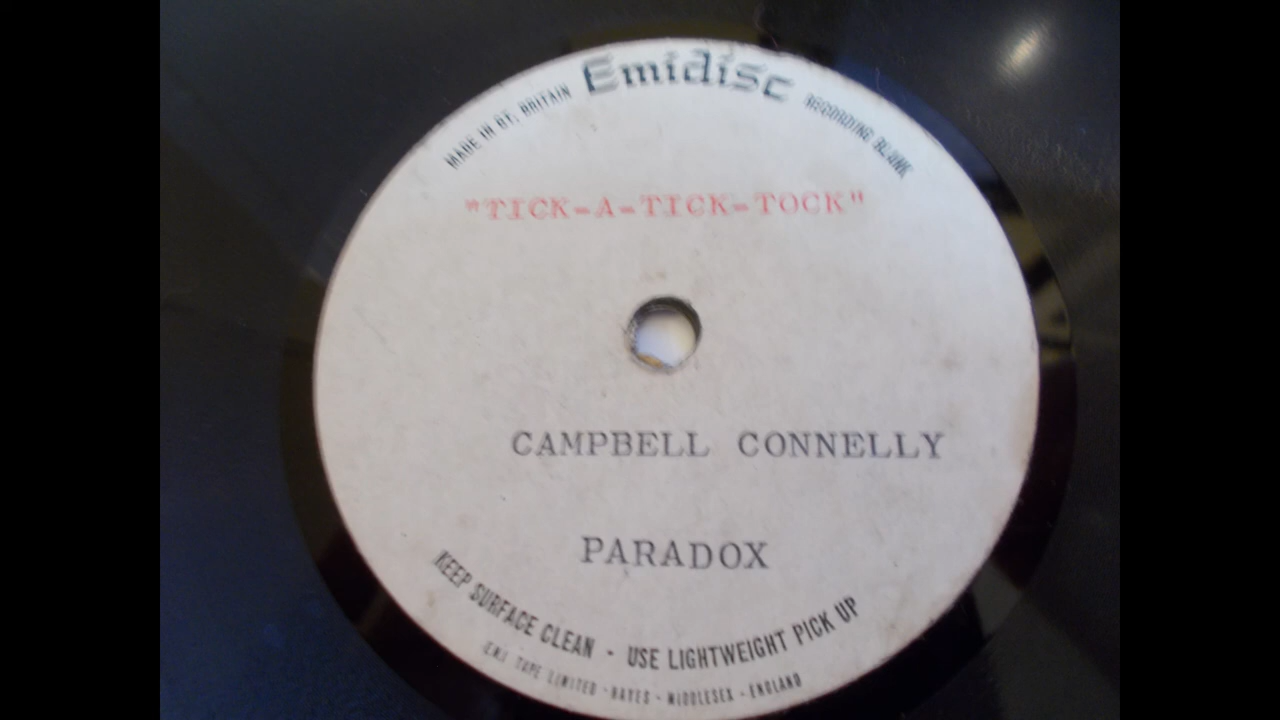 MADE IN GT. BRITAIN Emidisc RECORDING BLANK
"TICK-A-TICK-TOCK"
CAMPBELL CONNELLY
PARADOX
KEEP SURFACE CLEAN - USE LIGHTWEIGHT PICK UP
E.M.I. TAPE LIMITED - HAYES - MIDDLESEX - ENGLAND